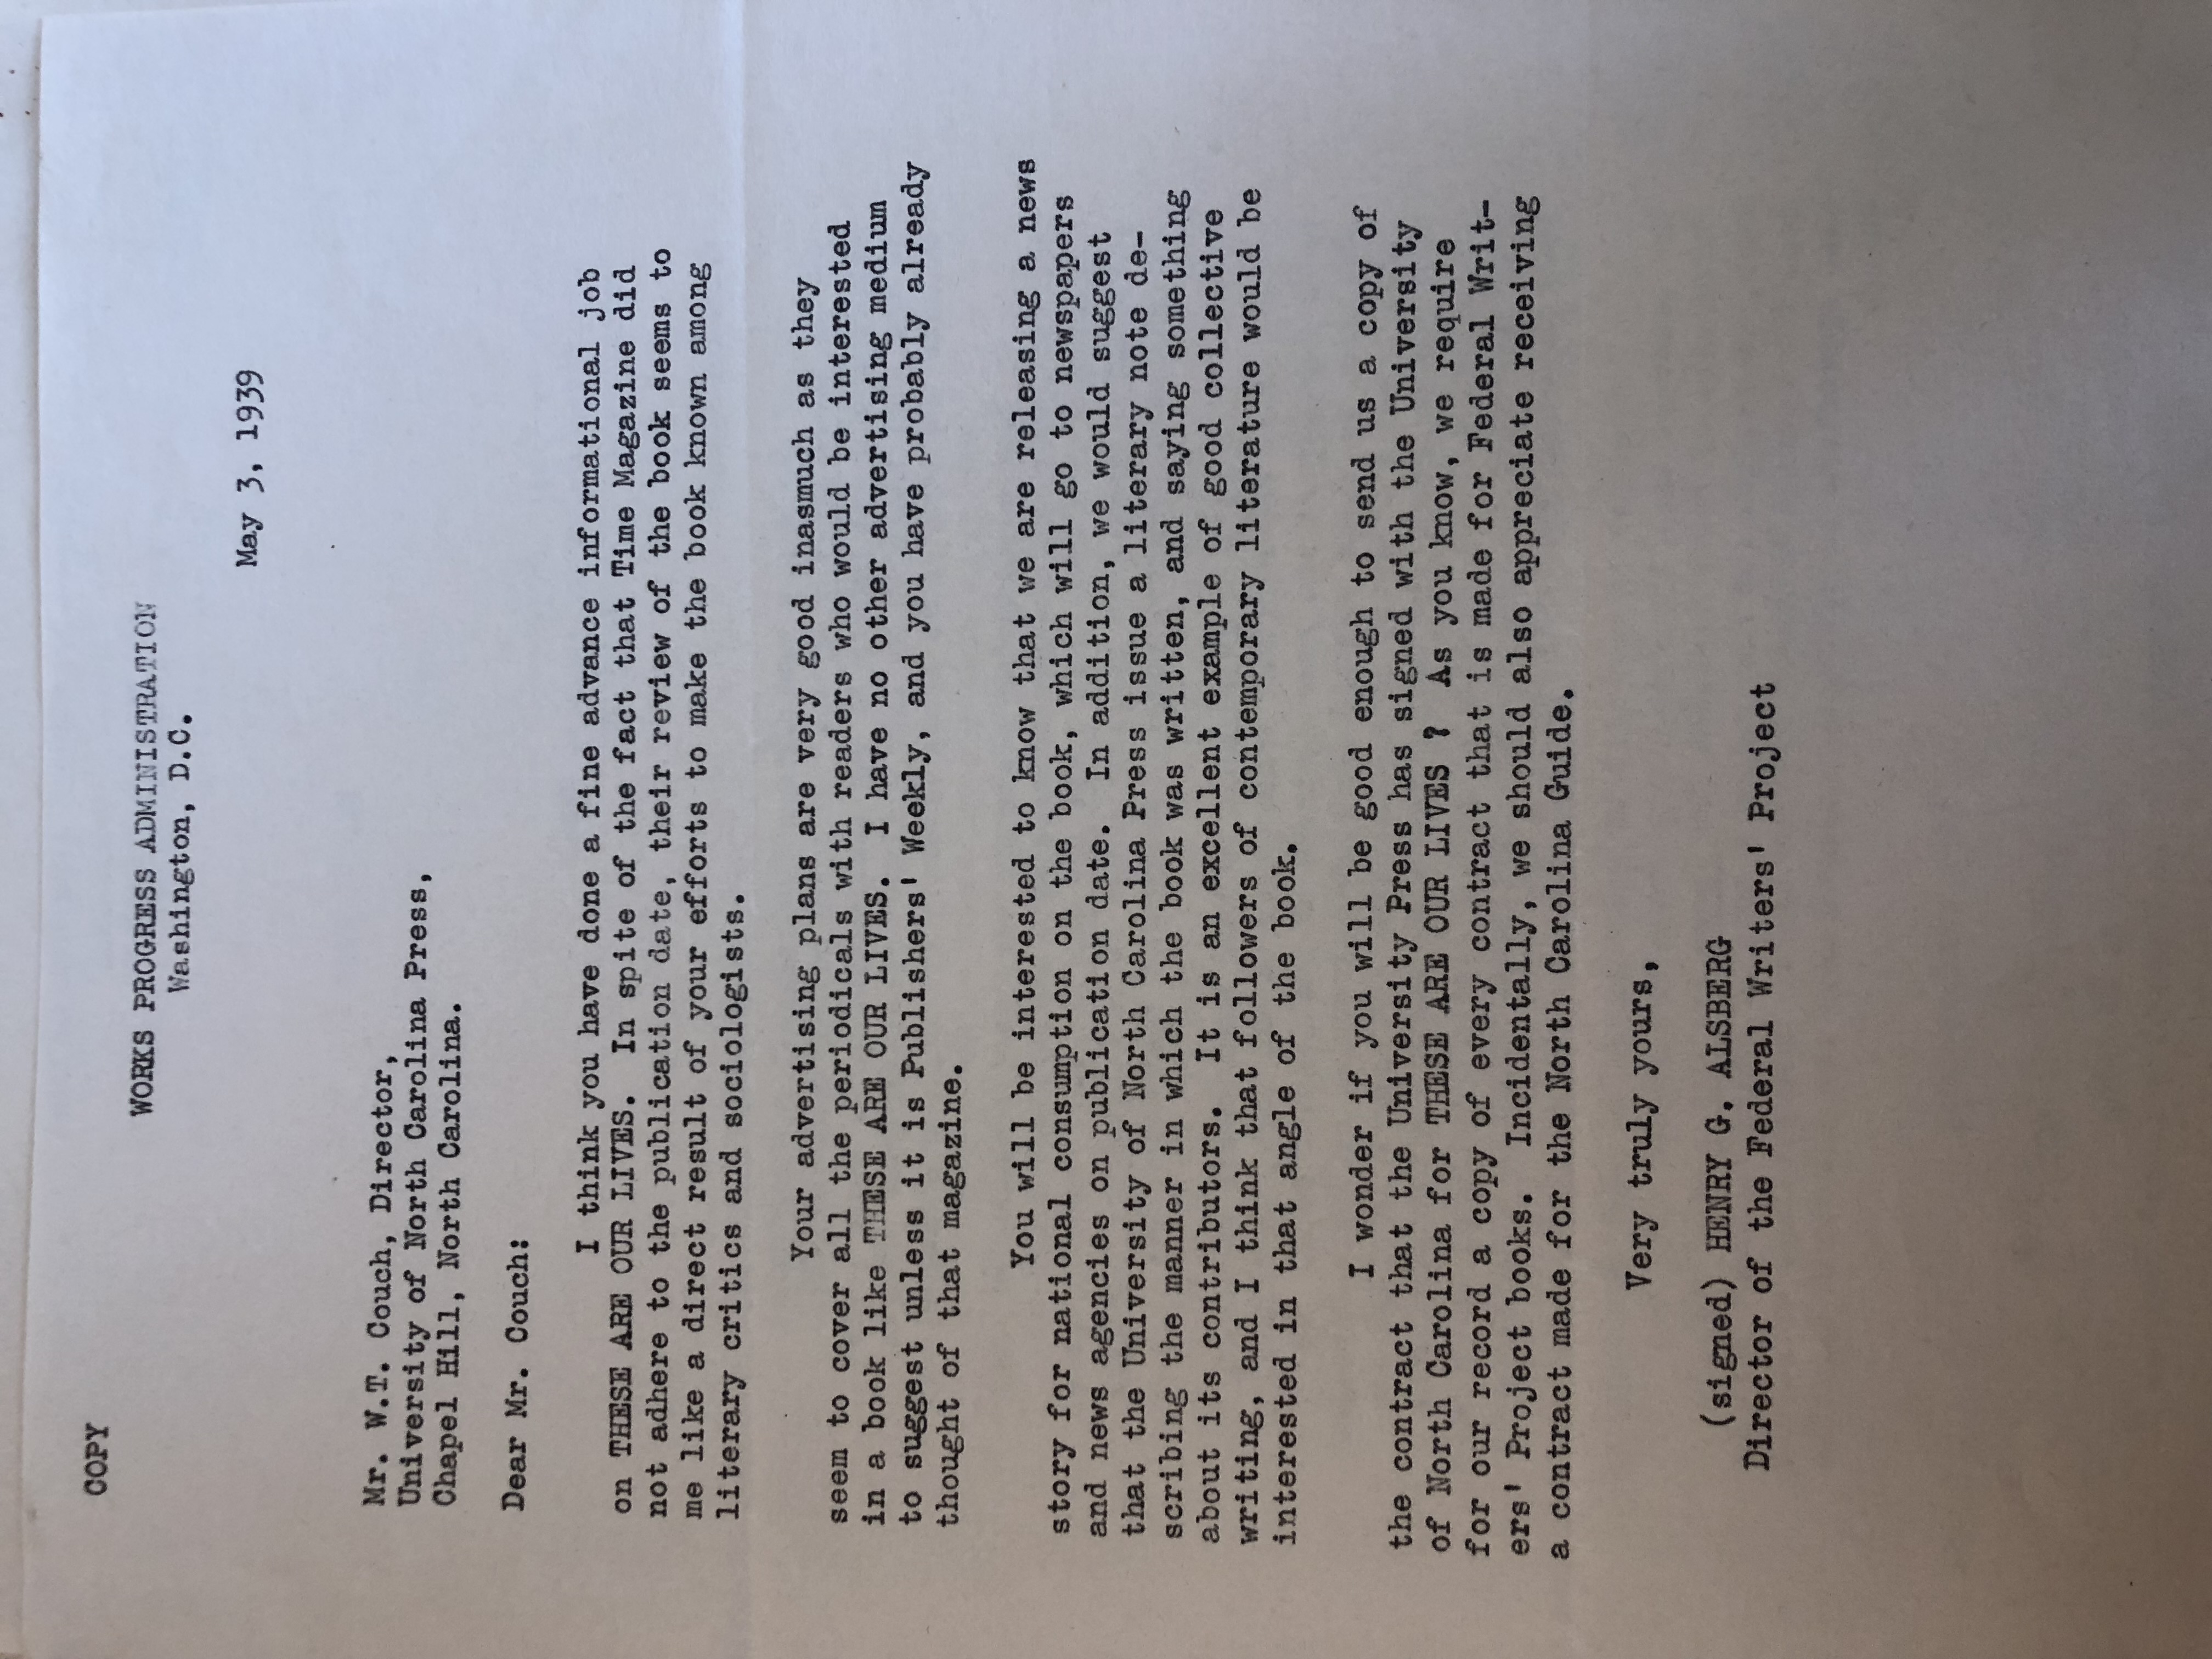 COPY
WORKS PROGRESS ADMINISTRATION
Washington, D.C.
May 3, 1939
Mr. W.T. Couch, Director,
University of North Carolina Press,
Chapel Hill, North Carolina.
Dear Mr. Couch:
I think you have done a fine advance informational job
on THESE ARE OUR LIVES. In spite of the fact that Time Magazine did
not adhere to the publication date, their review of the book seems to
me like a direct result of your efforts to make the book known among
literary critics and sociologists.
Your advertising plans are very good inasmuch as they
seem to cover all the periodicals with readers who would be interested
in a book like THESE ARE OUR LIVES. I have no other advertising medium
to suggest unless it is Publishers' Weekly, and you have probably already
thought of that magazine.
You will be interested to know that we are releasing a news
story for national consumption on the book, which will go to newspapers
and news agencies on publication date. In addition, we would suggest
that the University of North Carolina Press issue a literary note de-
scribing the manner in which the book was written, and saying something
about its contributors. It is an excellent example of good collective
writing, and I think that followers of contemporary literature would be
interested in that angle of the book.
I wonder if you will be good enough to send us a copy of
the contract that the University Press has signed with the University
of North Carolina for THESE ARE OUR LIVES ? As you know, we require
for our record a copy of every contract that is made for Federal Writ-
ers' Project books. Incidentally, we should also appreciate receiving
a contract made for the North Carolina Guide.
Very truly yours,
(signed) HENRY G. ALSBERG
Director of the Federal Writers' Project